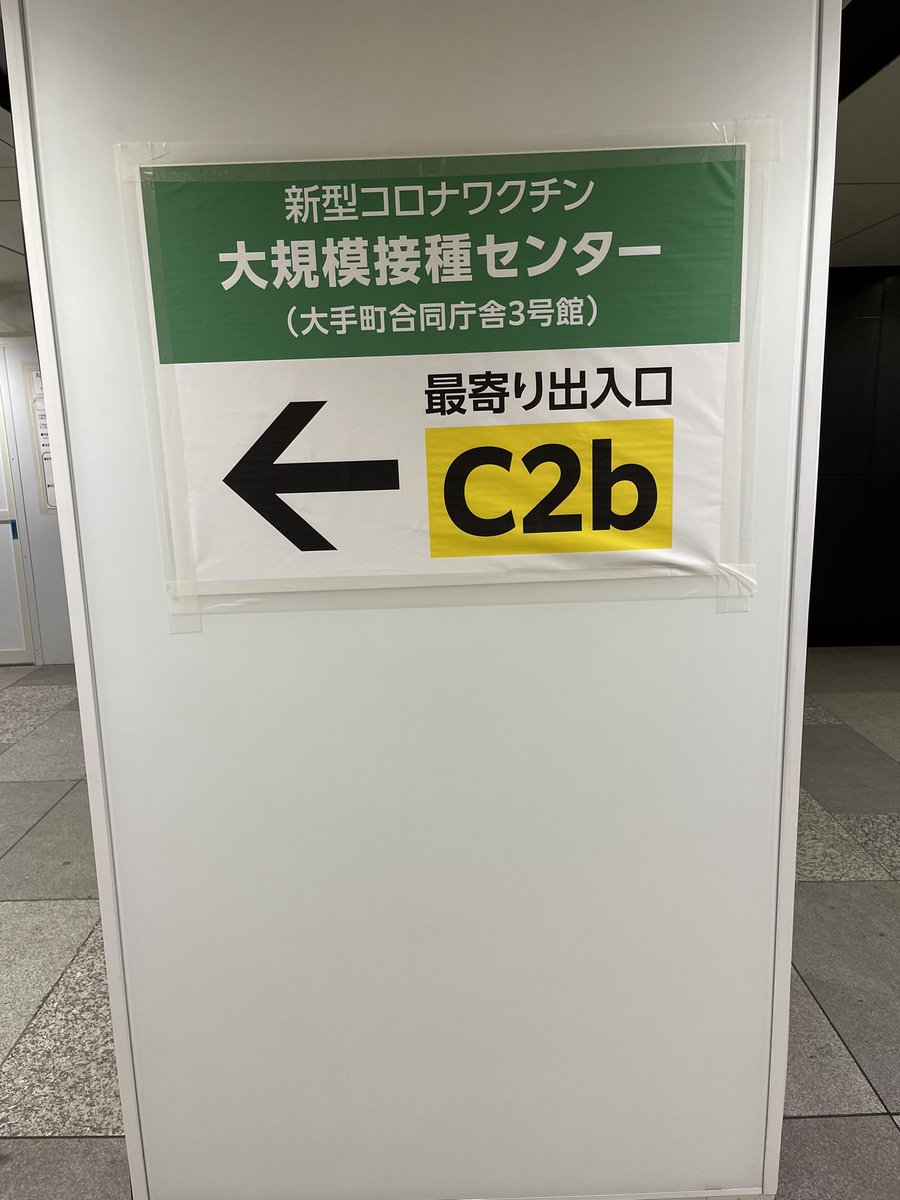 新型コロナワクチン
大規模接種センター
（大手町合同庁舎3号館）
最寄り出入口
C2b